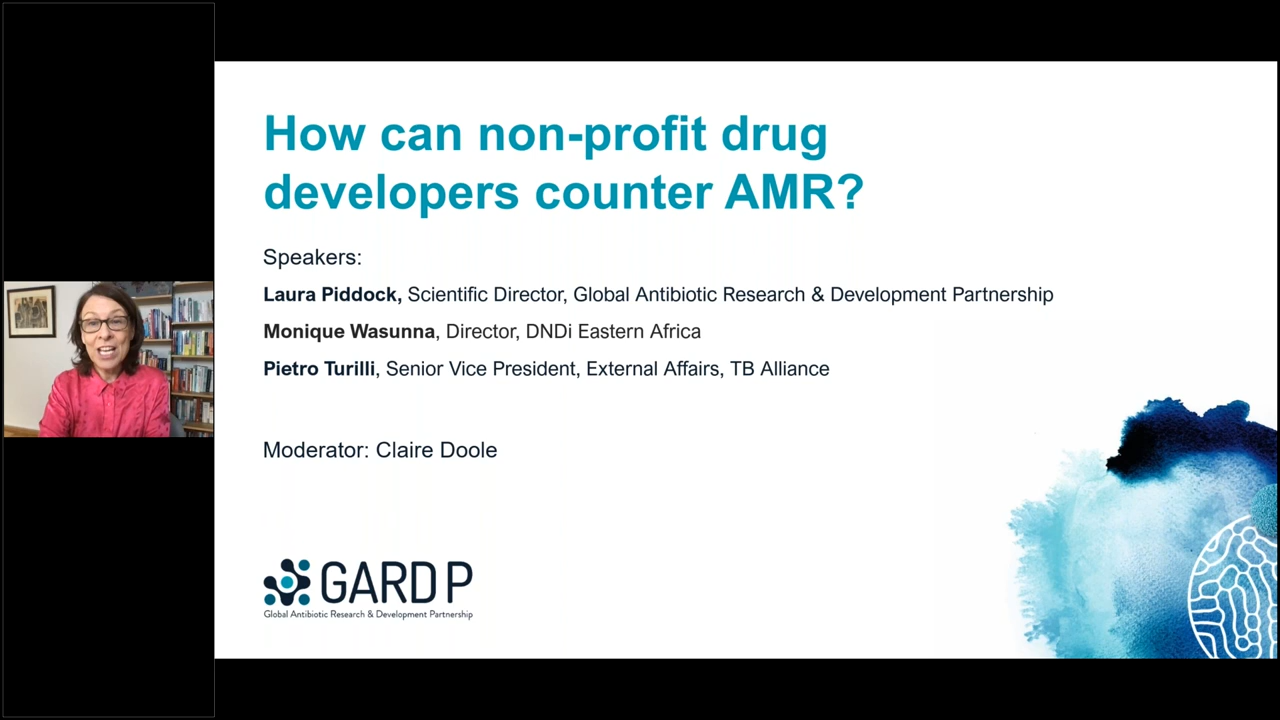 How can non-profit drug
developers counter AMR?
Speakers:
Laura Piddock, Scientific Director, Global Antibiotic Research & Development Partnership
Monique Wasunna, Director, DNDi Eastern Africa
Pietro Turilli, Senior Vice President, External Affairs, TB Alliance
Moderator: Claire Doole
GARDP
Global Antibiotic Research & Development Partnership